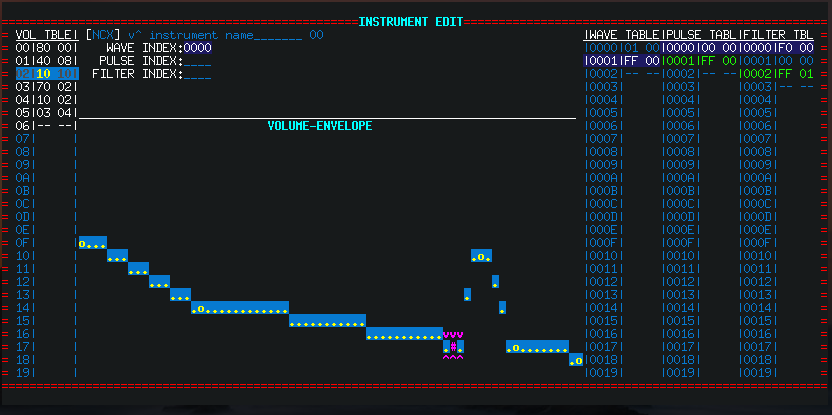 INSTRUMENT EDIT
VOL TBLE| [NCX] v^ instrument name_______ 00 |WAVE TABLE|PULSE TABL|FILTER TBL
00|80 00| WAVE INDEX:0000 |0000|01 00|0000|00 00|0000|F0 00
01|40 08| PULSE INDEX:____ |0001|FF 00|0001|FF 00|0001|00 00
02|10 10| FILTER INDEX:____ |0002|-- --|0002|-- --|0002|FF 01
03|70 02| |0003| |0003| |0003|-- --
04|10 02| |0004| |0004| |0004|
05|03 04| |0005| |0005| |0005|
06|-- --| VOLUME-ENVELOPE |0006| |0006| |0006|
07| | |0007| |0007| |0007|
08| | |0008| |0008| |0008|
09| | |0009| |0009| |0009|
0A| | |000A| |000A| |000A|
0B| | |000B| |000B| |000B|
0C| | |000C| |000C| |000C|
0D| | |000D| |000D| |000D|
0E| | |000E| |000E| |000E|
0F| | o... |000F| |000F| |000F|
10| | ... .o. |0010| |0010| |0010|
11| | ... |0011| |0011| |0011|
12| | ... . |0012| |0012| |0012|
13| | ... . |0013| |0013| |0013|
14| | .o............ . |0014| |0014| |0014|
15| | ........... |0015| |0015| |0015|
16| | ...........vvv |0016| |0016| |0016|
17| | .#. .o....... |0017| |0017| |0017|
18| | ^^^ .o |0018| |0018| |0018|
19| | |0019| |0019| |0019|